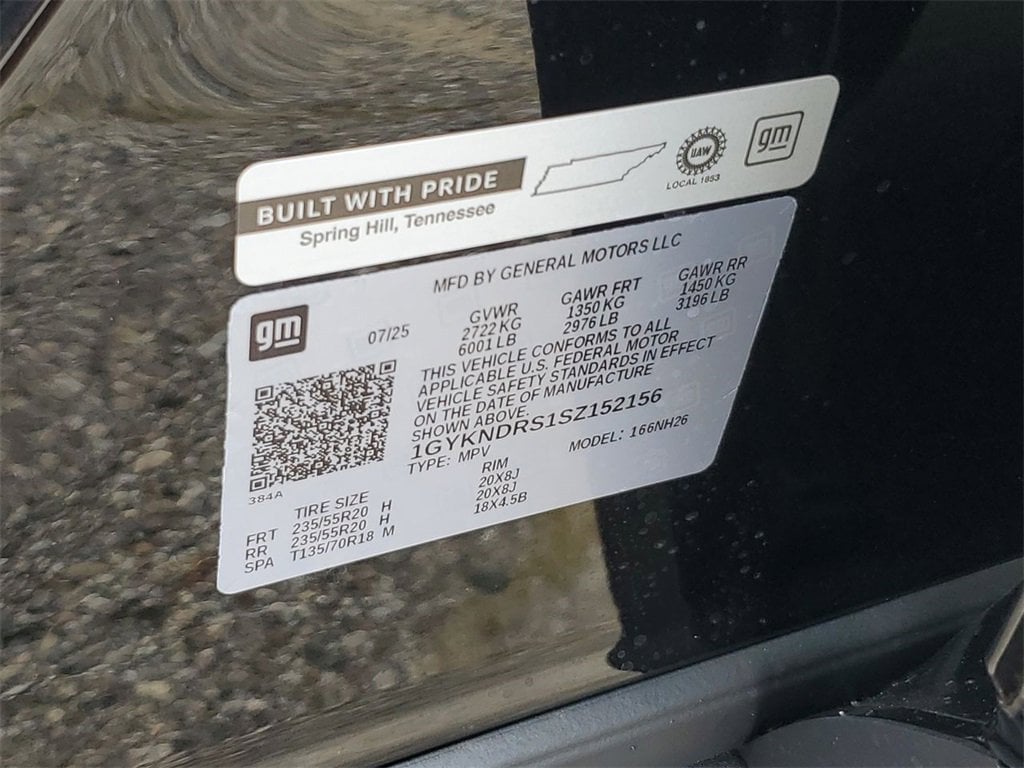 BUILT WITH PRIDE
Spring Hill, Tennessee
UAW
LOCAL 1853
gm
MFD BY GENERAL MOTORS LLC
gm
07/25
GVWR GAWR FRT GAWR RR
2722 KG 1350 KG 1450 KG
6001 LB 2976 LB 3196 LB
THIS VEHICLE CONFORMS TO ALL
APPLICABLE U.S. FEDERAL MOTOR
VEHICLE SAFETY STANDARDS IN EFFECT
ON THE DATE OF MANUFACTURE
SHOWN ABOVE.
1GYKNDRS1SZ152156
TYPE: MPV MODEL: 166NH26
384A
TIRE SIZE RIM
FRT 235/55R20 H 20X8J
RR 235/55R20 H 20X8J
SPA T135/70R18 M 18X4.5B